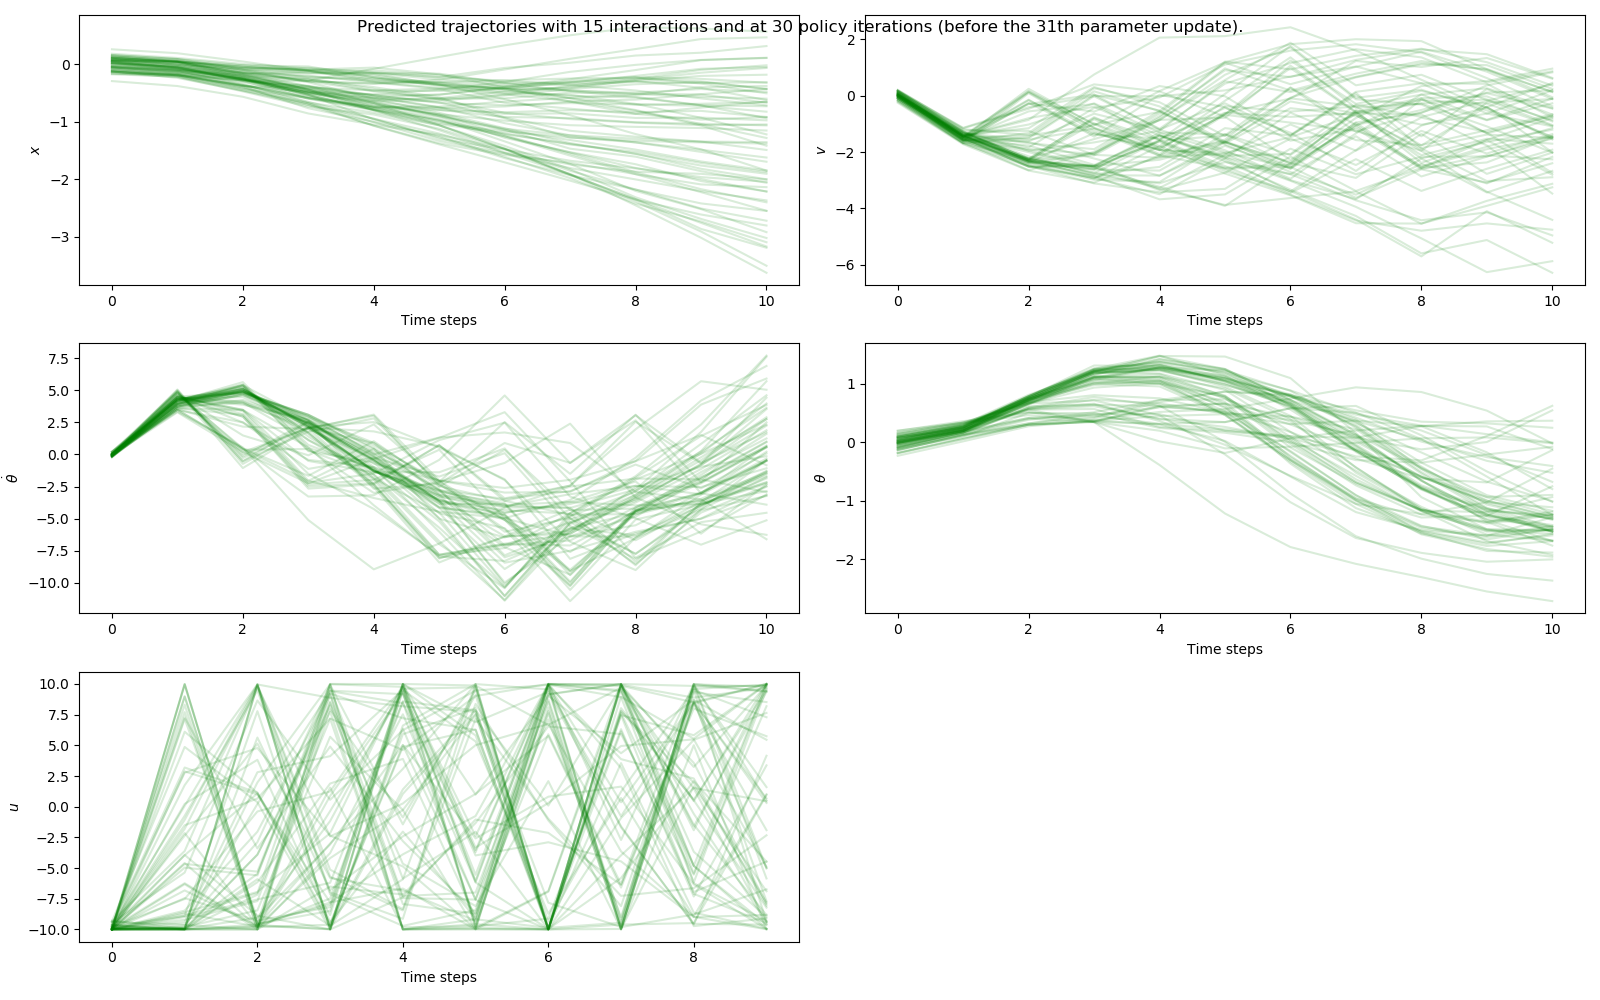 Predicted trajectories with 15 interactions and at 30 policy iterations (before the 31th parameter update).
0
−1
−2
−3
x
0 2 4 6 8 10
Time steps
2
0
−2
−4
−6
v
0 2 4 6 8 10
Time steps
7.5
5.0
2.5
0.0
−2.5
−5.0
−7.5
−10.0
θ̇
0 2 4 6 8 10
Time steps
1
0
−1
−2
θ
0 2 4 6 8 10
Time steps
10.0
7.5
5.0
2.5
0.0
−2.5
−5.0
−7.5
−10.0
u
0 2 4 6 8
Time steps